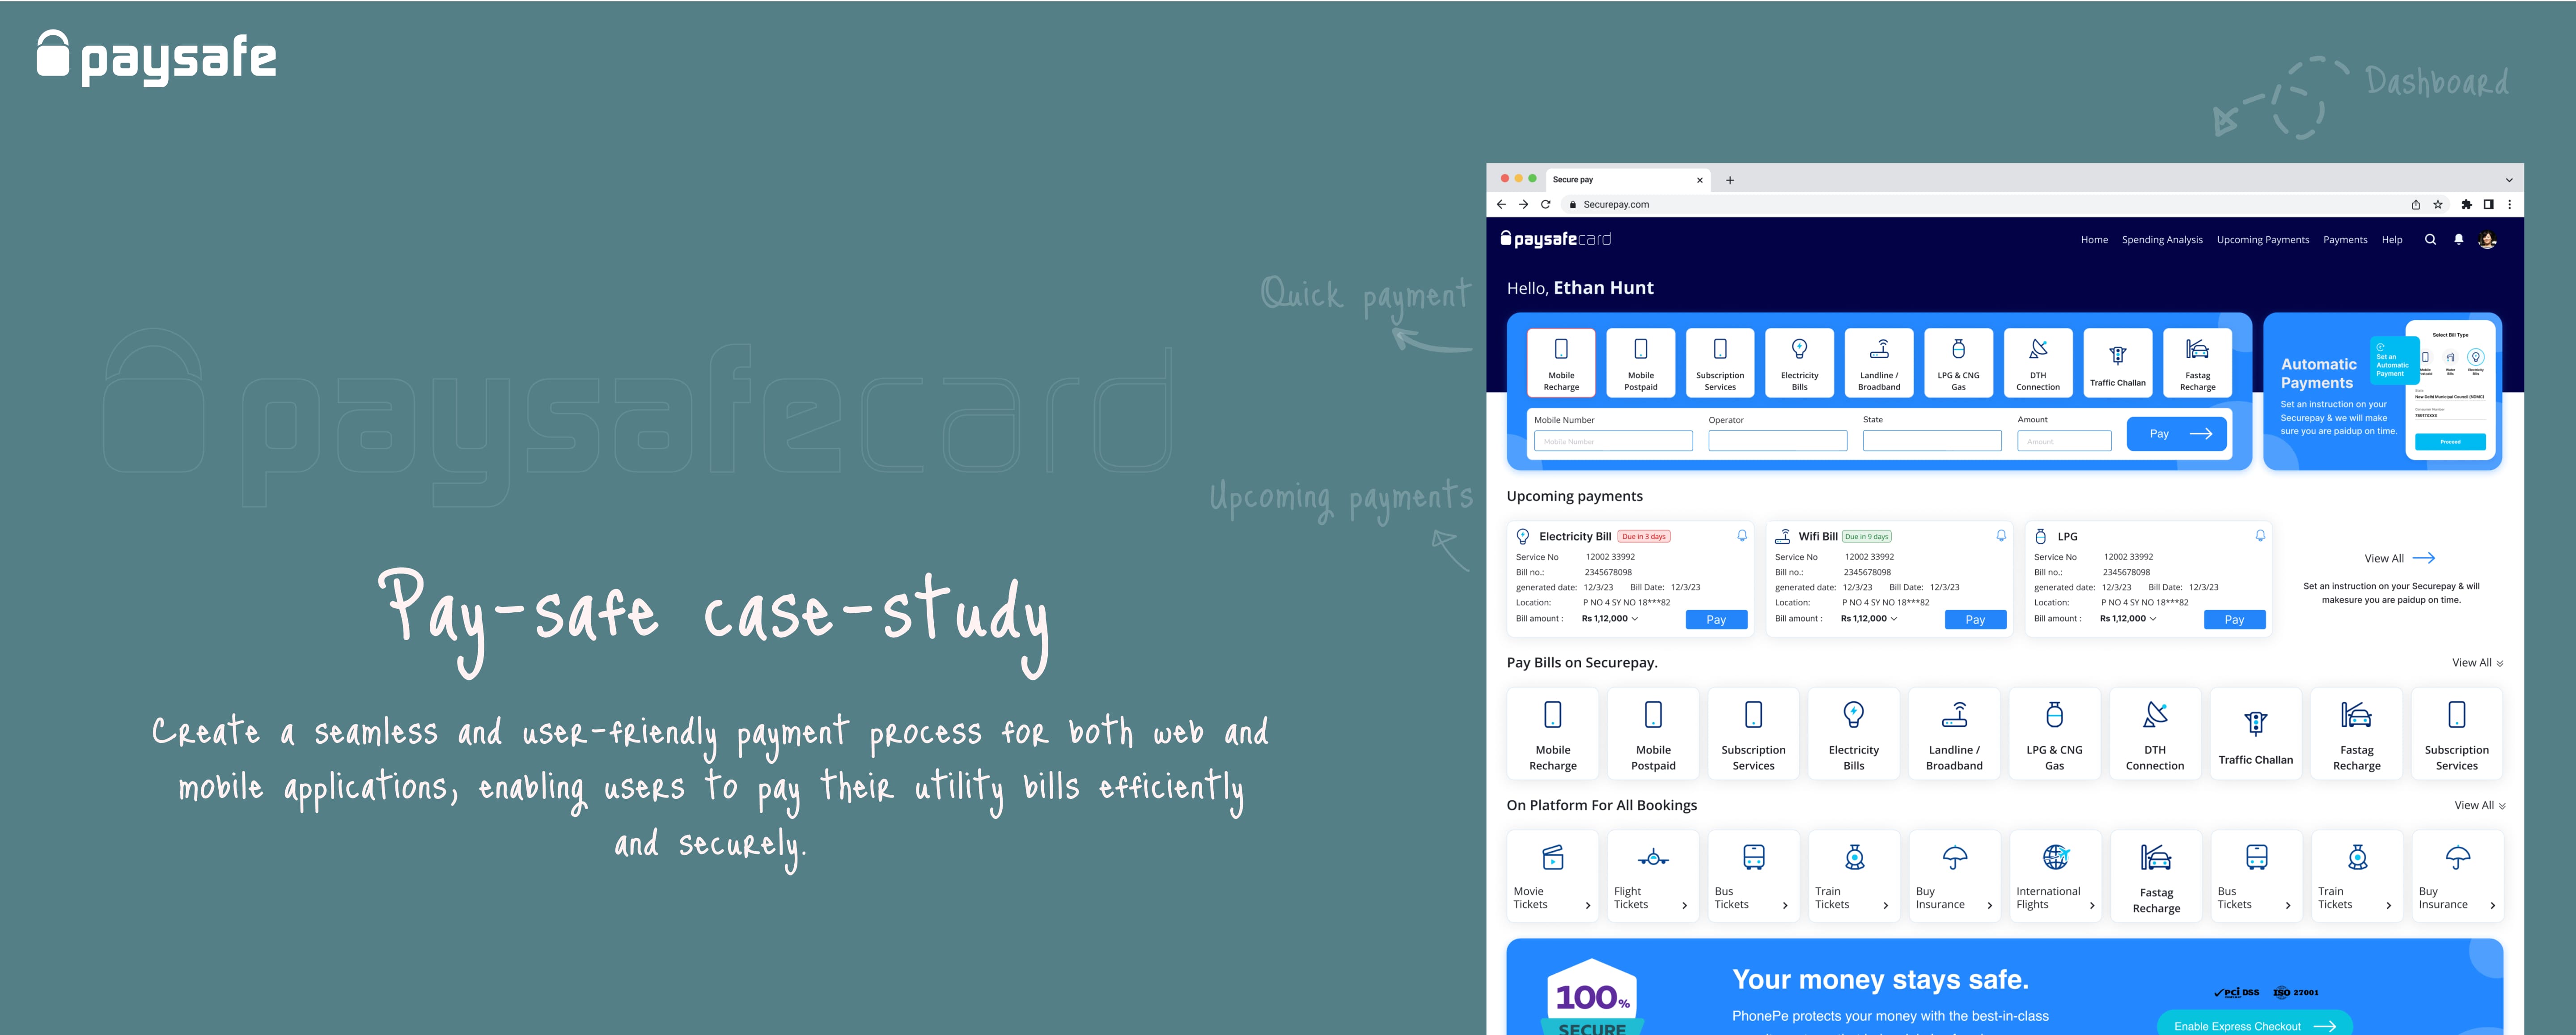 paysafe
Dashboard
Secure pay
Securepay.com
paysafecard
Home Spending Analysis Upcoming Payments Payments Help
Hello, Ethan Hunt
Quick payment
Mobile Recharge
Mobile Postpaid
Subscription Services
Electricity Bills
Landline / Broadband
LPG & CNG Gas
DTH Connection
Traffic Challan
Fastag Recharge
Mobile Number Operator State Amount
Mobile Number Amount Pay
Automatic
Payments
Set an instruction on your
Securepay & we will make
sure you are paidup on time.
Set an
Automatic
Payment
Select Bill Type
Water Bills
Electricity Bills
New Delhi Municipal Council (NDMC)
Consumer Number
Proceed
paysafecard
Upcoming payments
Upcoming payments
Electricity Bill Due in 3 days
Service No 12002 33992
Bill no.: 2345678098
generated date: 12/3/23 Bill Date: 12/3/23
Location: P NO 4 SY NO 18***82
Bill amount : Rs 1,12,000 Pay
Wifi Bill Due in 9 days
Service No 12002 33992
Bill no.: 2345678098
generated date: 12/3/23 Bill Date: 12/3/23
Location: P NO 4 SY NO 18***82
Bill amount : Rs 1,12,000 Pay
LPG
Service No 12002 33992
Bill no.: 2345678098
generated date: 12/3/23 Bill Date: 12/3/23
Location: P NO 4 SY NO 18***82
Bill amount : Rs 1,12,000 Pay
View All
Set an instruction on your Securepay & will
makesure you are paidup on time.
Pay-safe case-study
Create a seamless and user-friendly payment process for both web and
mobile applications, enabling users to pay their utility bills efficiently
and securely.
Pay Bills on Securepay. View All
Mobile Recharge
Mobile Postpaid
Subscription Services
Electricity Bills
Landline / Broadband
LPG & CNG Gas
DTH Connection
Traffic Challan
Fastag Recharge
Subscription Services
On Platform For All Bookings View All
Movie Tickets
Flight Tickets
Bus Tickets
Train Tickets
Buy Insurance
International Flights
Fastag Recharge
Bus Tickets
Train Tickets
Buy Insurance
100%
SECURE
Your money stays safe.
PhonePe protects your money with the best-in-class
PCI DSS ISO 27001
Enable Express Checkout